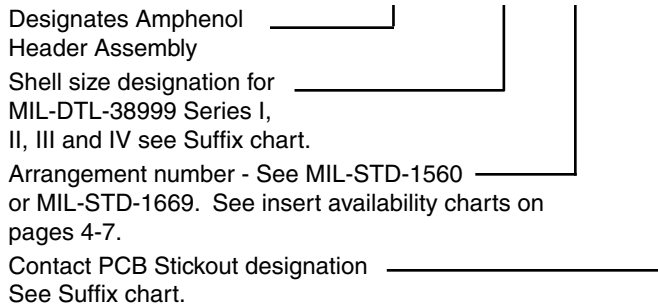 Designates Amphenol
Header Assembly
Shell size designation for
MIL-DTL-38999 Series I,
II, III and IV see Suffix chart.
Arrangement number - See MIL-STD-1560
or MIL-STD-1669.  See insert availability charts on
pages 4-7.
Contact PCB Stickout designation
See Suffix chart.